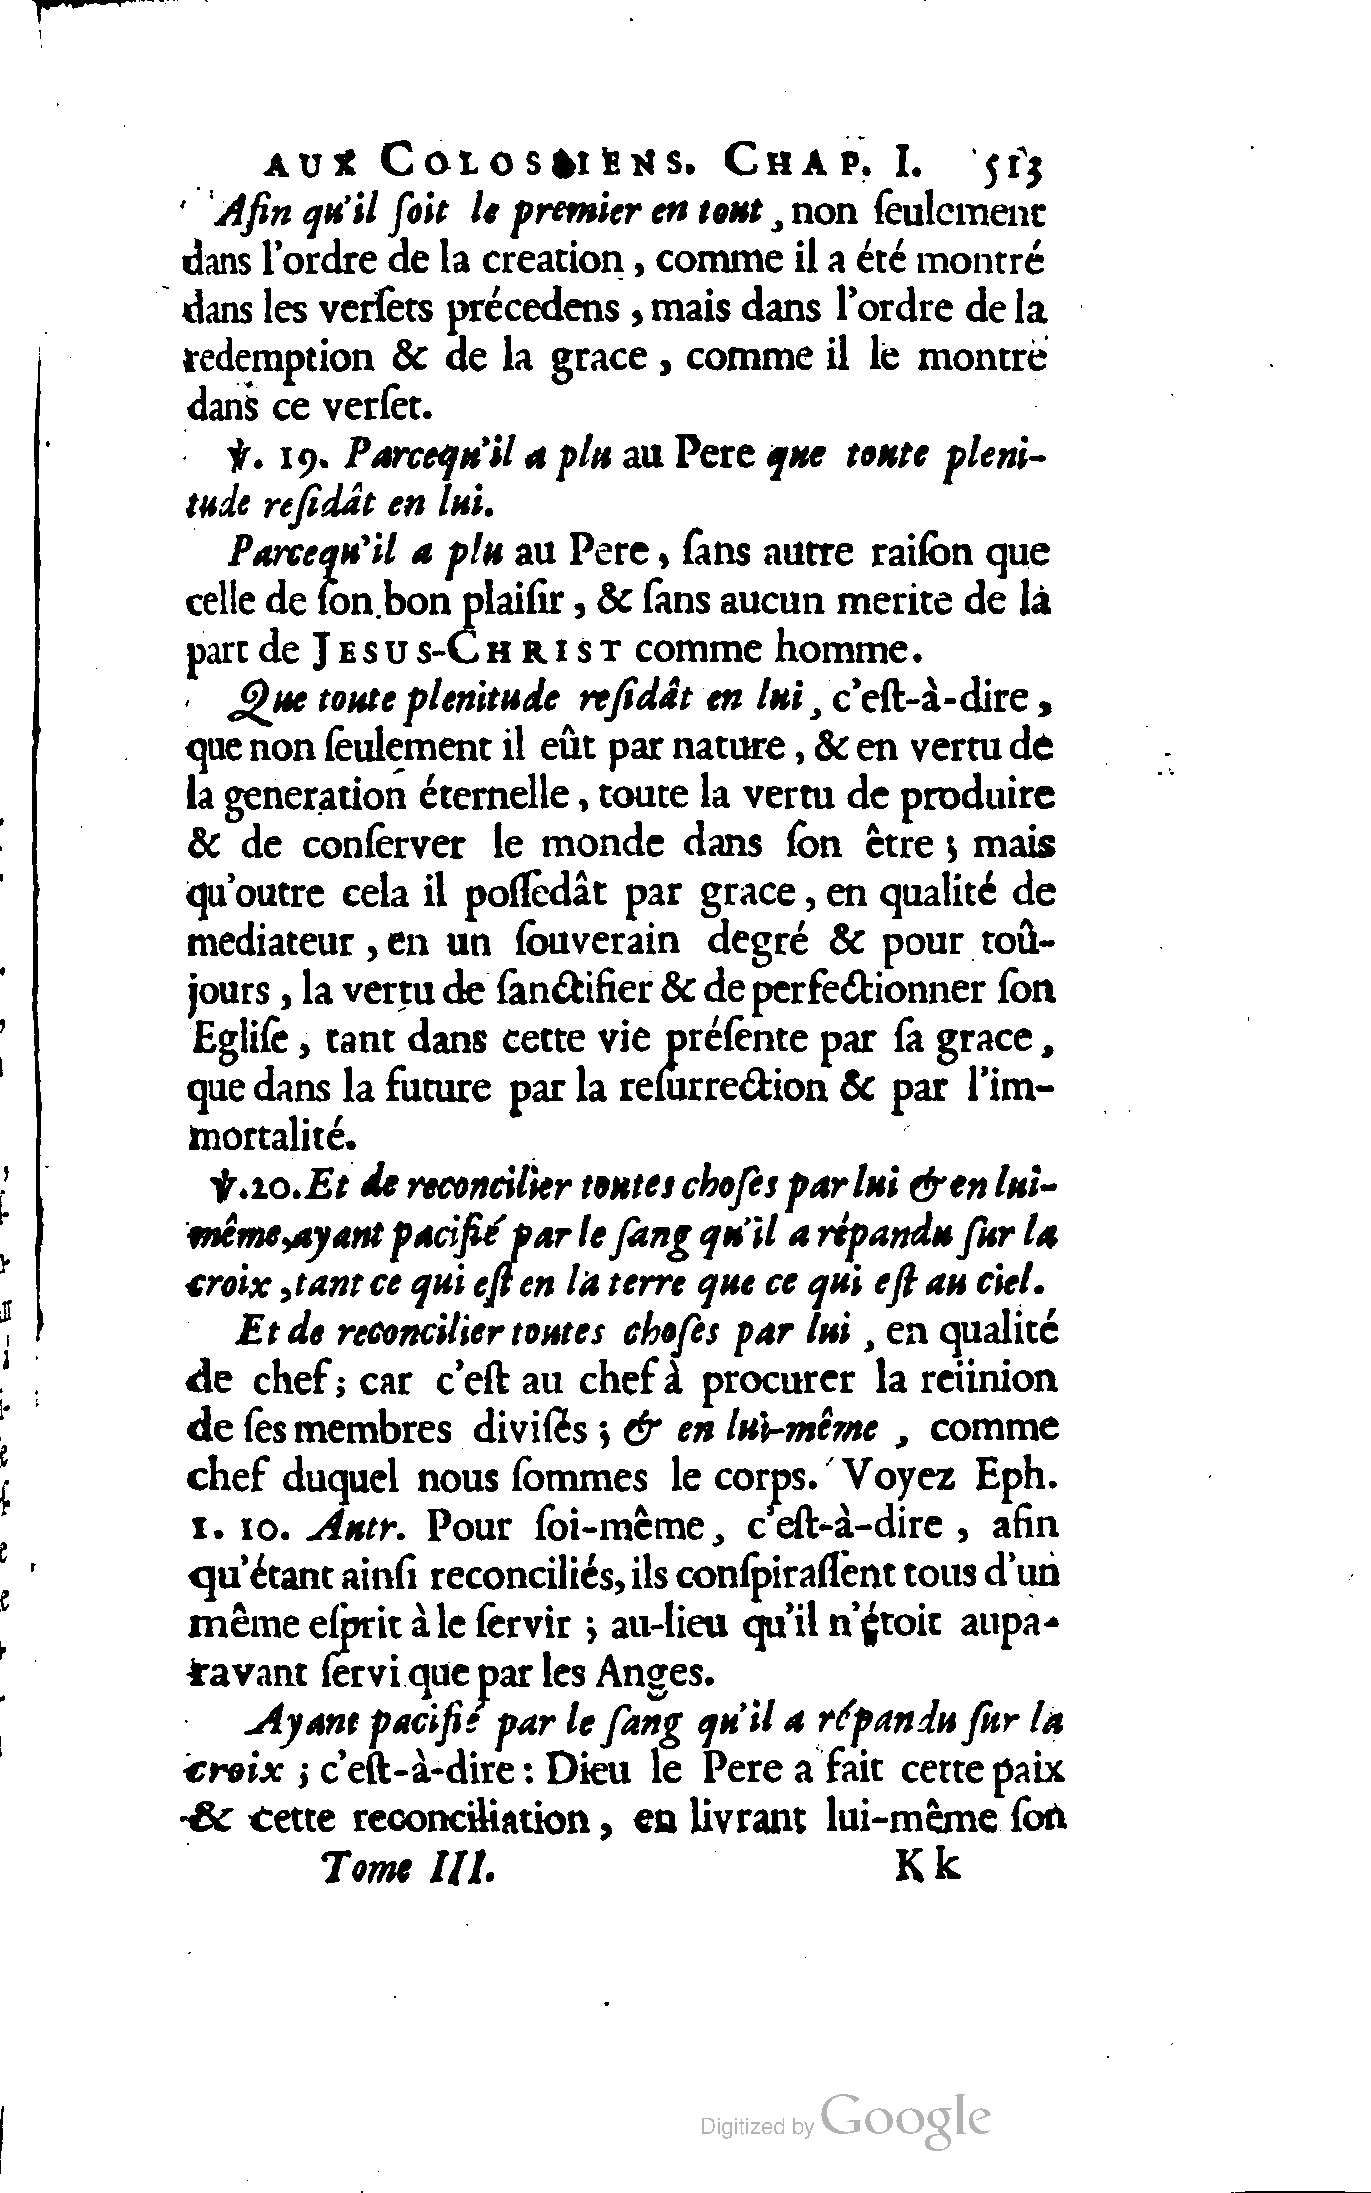 AUX COLOSSIENS. CHAP. I. 513
Afin qu'il ſoit le premier en tout, non ſeulement
dans l'ordre de la creation, comme il a été montré
dans les verſets précedens, mais dans l'ordre de la
redemption & de la grace, comme il le montre
dans ce verſet.
℣. 19. Parcequ'il a plu au Pere que toute pleni-
tude reſidât en lui.
Parcequ'il a plu au Pere, ſans autre raiſon que
celle de ſon bon plaiſir, & ſans aucun merite de la
part de JESUS-CHRIST comme homme.
Que toute plenitude reſidât en lui, c'eſt-à-dire,
que non ſeulement il eût par nature, & en vertu de
la generation éternelle, toute la vertu de produire
& de conſerver le monde dans ſon être; mais
qu'outre cela il poſſedât par grace, en qualité de
mediateur, en un ſouverain degré & pour toû-
jours, la vertu de ſanctifier & de perfectionner ſon
Egliſe, tant dans cette vie préſente par ſa grace,
que dans la future par la reſurrection & par l'im-
mortalité.
℣. 20. Et de reconcilier toutes choſes par lui & en lui-
même, ayant pacifié par le ſang qu'il a répandu ſur la
croix, tant ce qui eſt en la terre que ce qui eſt au ciel.
Et de reconcilier toutes choſes par lui, en qualité
de chef; car c'eſt au chef à procurer la reünion
de ſes membres diviſés; & en lui-même, comme
chef duquel nous ſommes le corps. Voyez Eph.
1. 10. Autr. Pour ſoi-même, c'eſt-à-dire, afin
qu'étant ainſi reconciliés, ils conſpiraſſent tous d'un
même eſprit à le ſervir; au-lieu qu'il n'étoit aupa-
ravant ſervi que par les Anges.
Ayant pacifié par le ſang qu'il a répandu ſur la
croix; c'eſt-à-dire: Dieu le Pere a fait cette paix
& cette reconciliation, en livrant lui-même ſon
Tome III. Kk
Digitized by Google